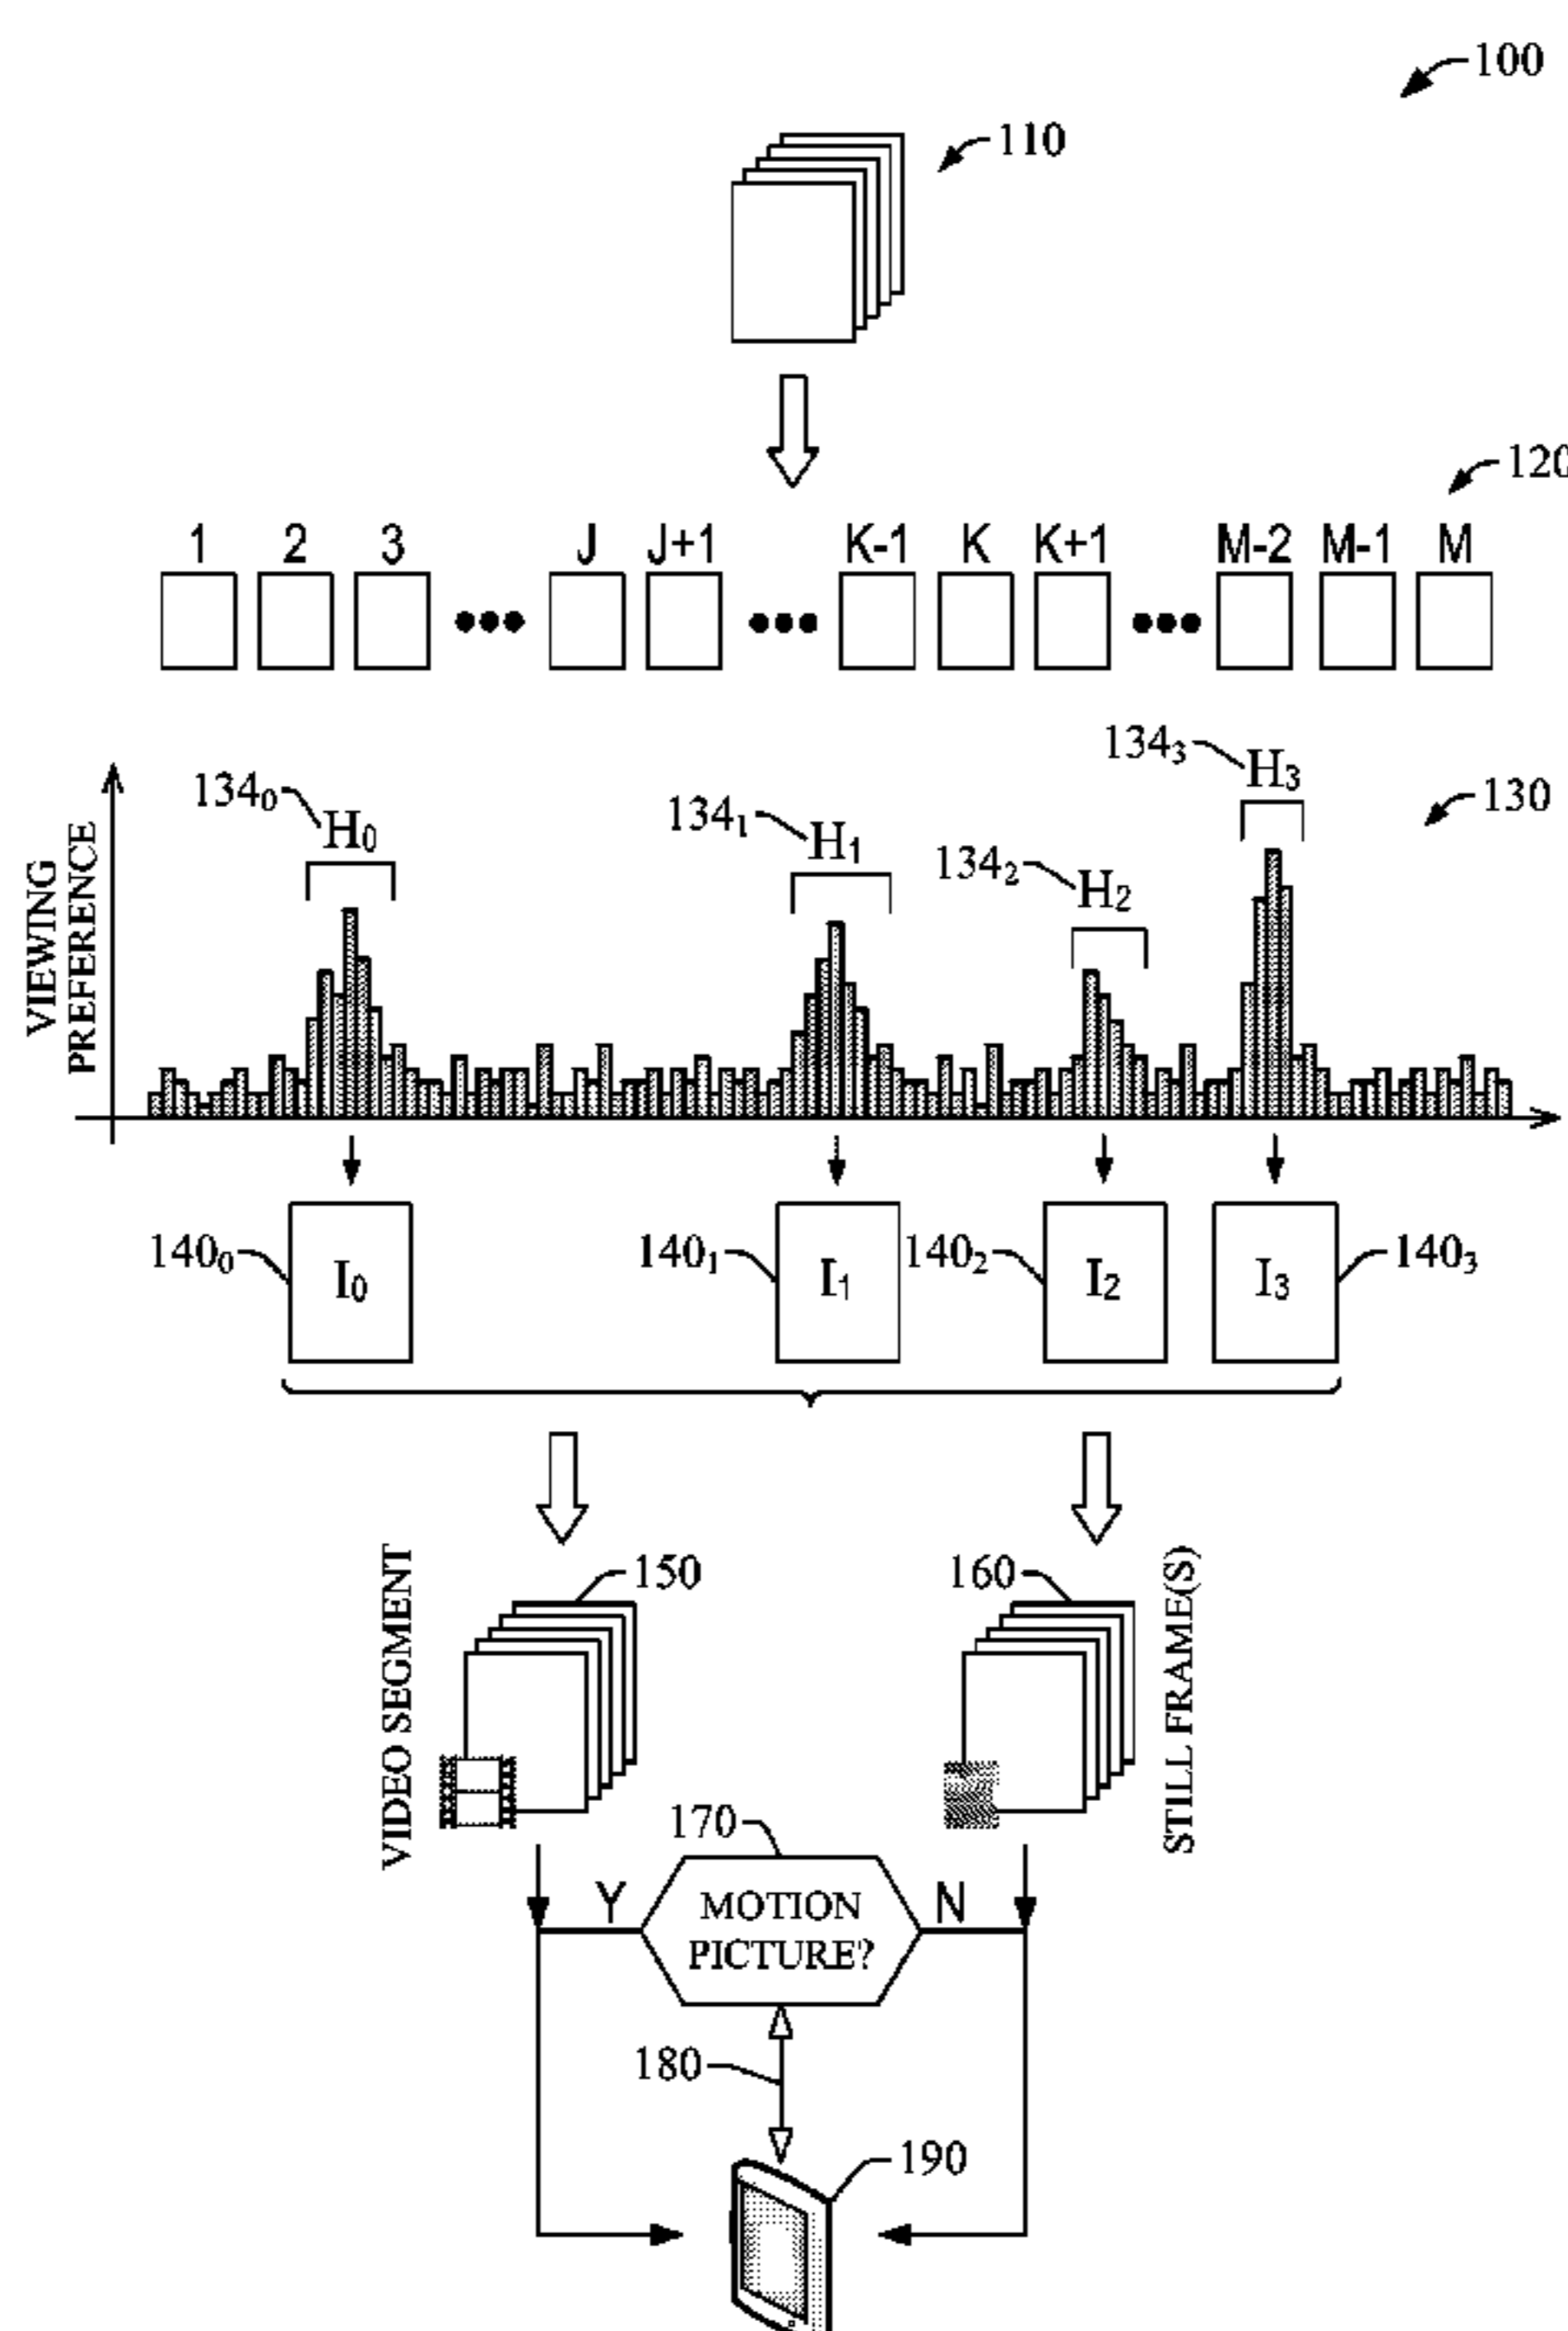 100
110
120
1 2 3 ••• J J+1 ••• K-1 K K+1 ••• M-2 M-1 M
130
VIEWING
PREFERENCE
134₀ H₀
134₁ H₁
134₂ H₂
134₃ H₃
140₀ I₀
140₁ I₁
140₂ I₂
I₃ 140₃
VIDEO SEGMENT
150
160
STILL FRAME(S)
170
Y
MOTION
PICTURE?
N
180
190